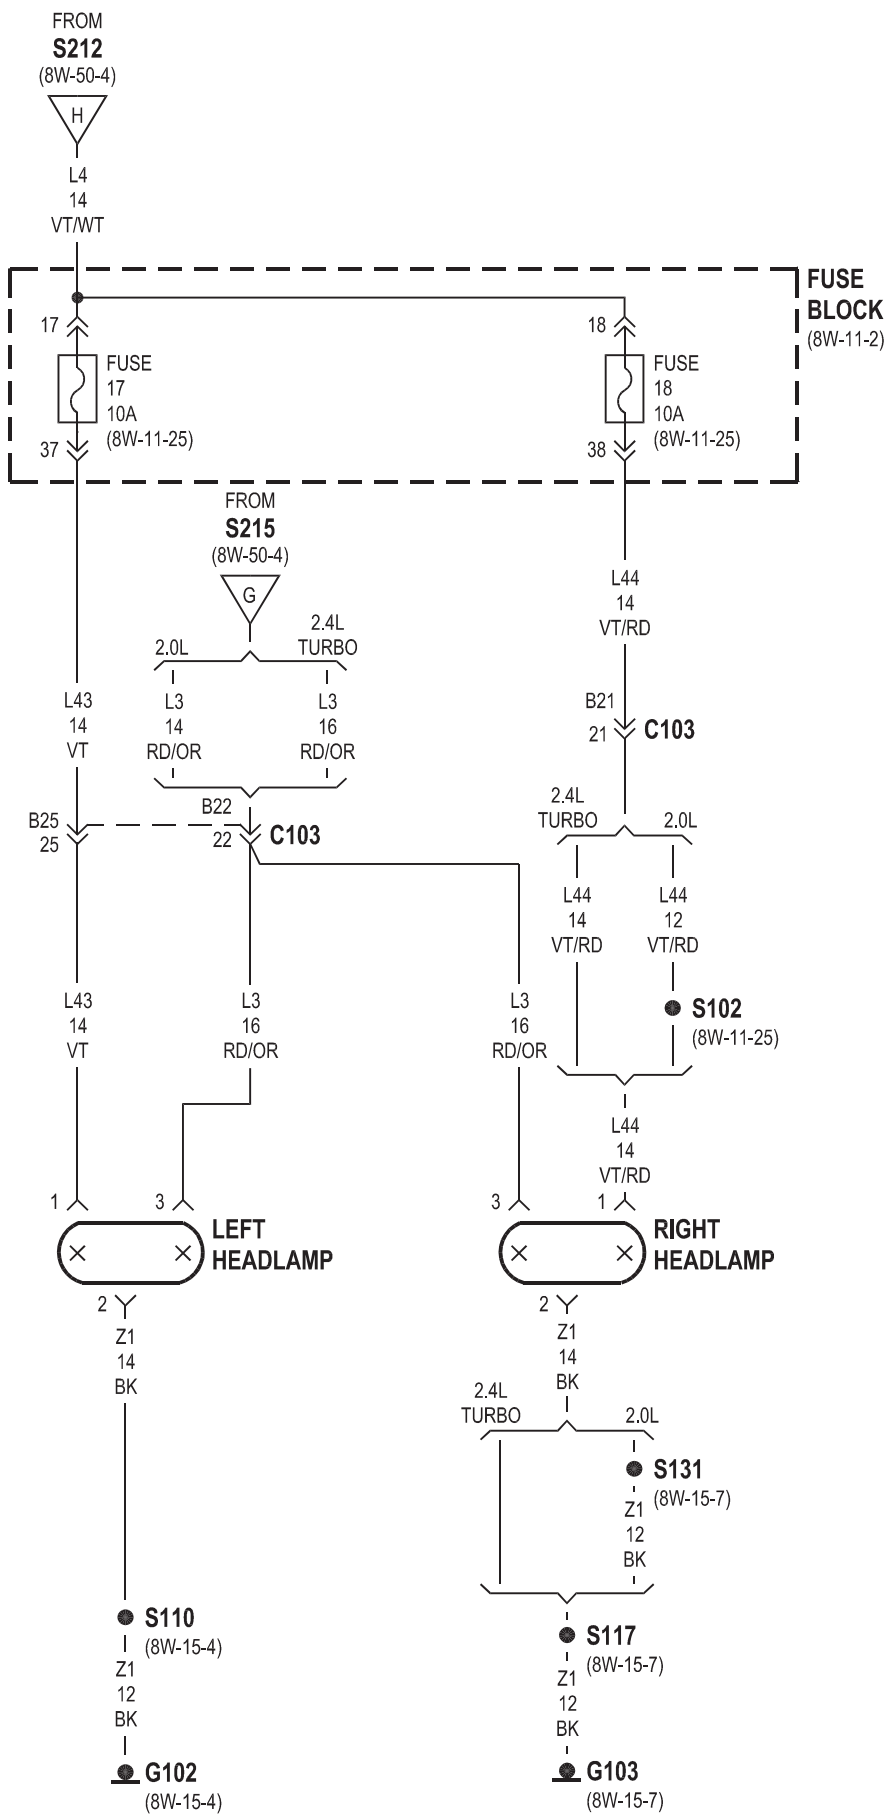 FROM
S212
(8W-50-4)
H
L4
14
VT/WT
FUSE
BLOCK
(8W-11-2)
17
FUSE
17
10A
(8W-11-25)
37
18
FUSE
18
10A
(8W-11-25)
38
FROM
S215
(8W-50-4)
G
2.0L
2.4L
TURBO
L43
14
VT
L3
14
RD/OR
L3
16
RD/OR
L44
14
VT/RD
B21
21
C103
B25
25
B22
22
C103
2.4L
TURBO
2.0L
L44
14
VT/RD
L44
12
VT/RD
S102
(8W-11-25)
L43
14
VT
L3
16
RD/OR
L3
16
RD/OR
L44
14
VT/RD
1
3
LEFT
HEADLAMP
3
1
RIGHT
HEADLAMP
2
Z1
14
BK
2
Z1
14
BK
2.4L
TURBO
2.0L
S131
(8W-15-7)
Z1
12
BK
S110
(8W-15-4)
Z1
12
BK
G102
(8W-15-4)
S117
(8W-15-7)
Z1
12
BK
G103
(8W-15-7)